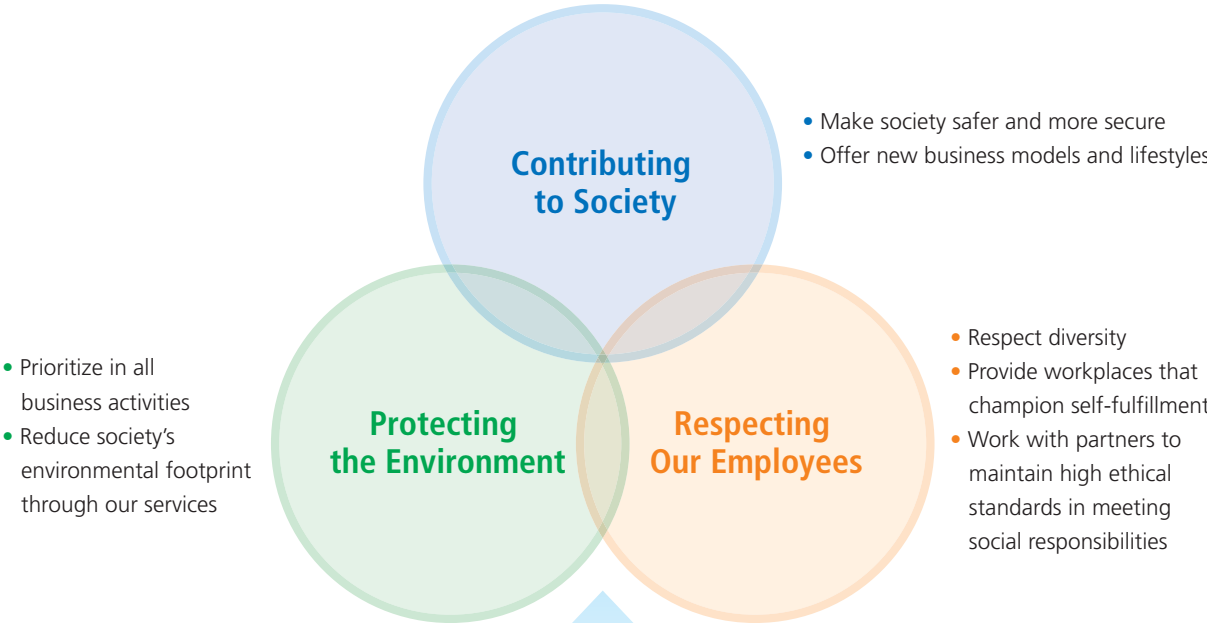 Contributing
to Society
• Make society safer and more secure
• Offer new business models and lifestyles
Protecting
the Environment
• Prioritize in all
business activities
• Reduce society’s
environmental footprint
through our services
Respecting
Our Employees
• Respect diversity
• Provide workplaces that
champion self-fulfillment
• Work with partners to
maintain high ethical
standards in meeting
social responsibilities